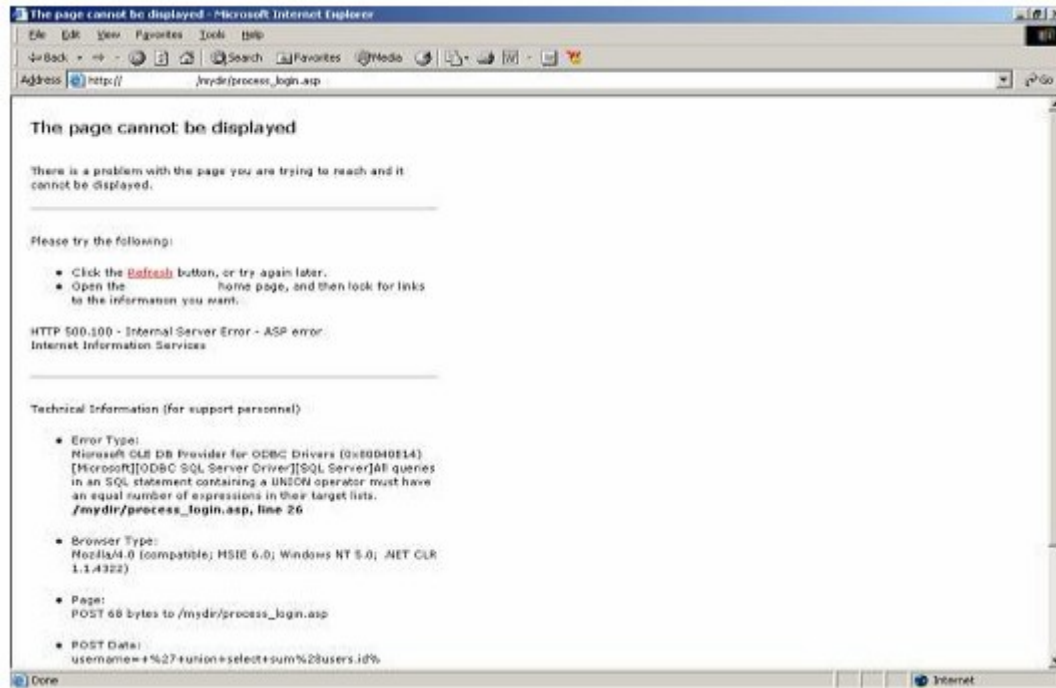 The page cannot be displayed - Microsoft Internet Explorer
File Edit View Favorites Tools Help
Back Search Favorites Media
Address http:// /mydir/process_login.asp Go
The page cannot be displayed
There is a problem with the page you are trying to reach and it
cannot be displayed.
Please try the following:
• Click the Refresh button, or try again later.
• Open the home page, and then look for links
to the information you want.
HTTP 500.100 - Internal Server Error - ASP error
Internet Information Services
Technical Information (for support personnel)
• Error Type:
Microsoft OLE DB Provider for ODBC Drivers (0x80040E14)
[Microsoft][ODBC SQL Server Driver][SQL Server]All queries
in an SQL statement containing a UNION operator must have
an equal number of expressions in their target lists.
/mydir/process_login.asp, line 26
• Browser Type:
Mozilla/4.0 (compatible; MSIE 6.0; Windows NT 5.0; .NET CLR
1.1.4322)
• Page:
POST 68 bytes to /mydir/process_login.asp
• POST Data:
username=+%27+union+select+sum%28users.id%
Done Internet